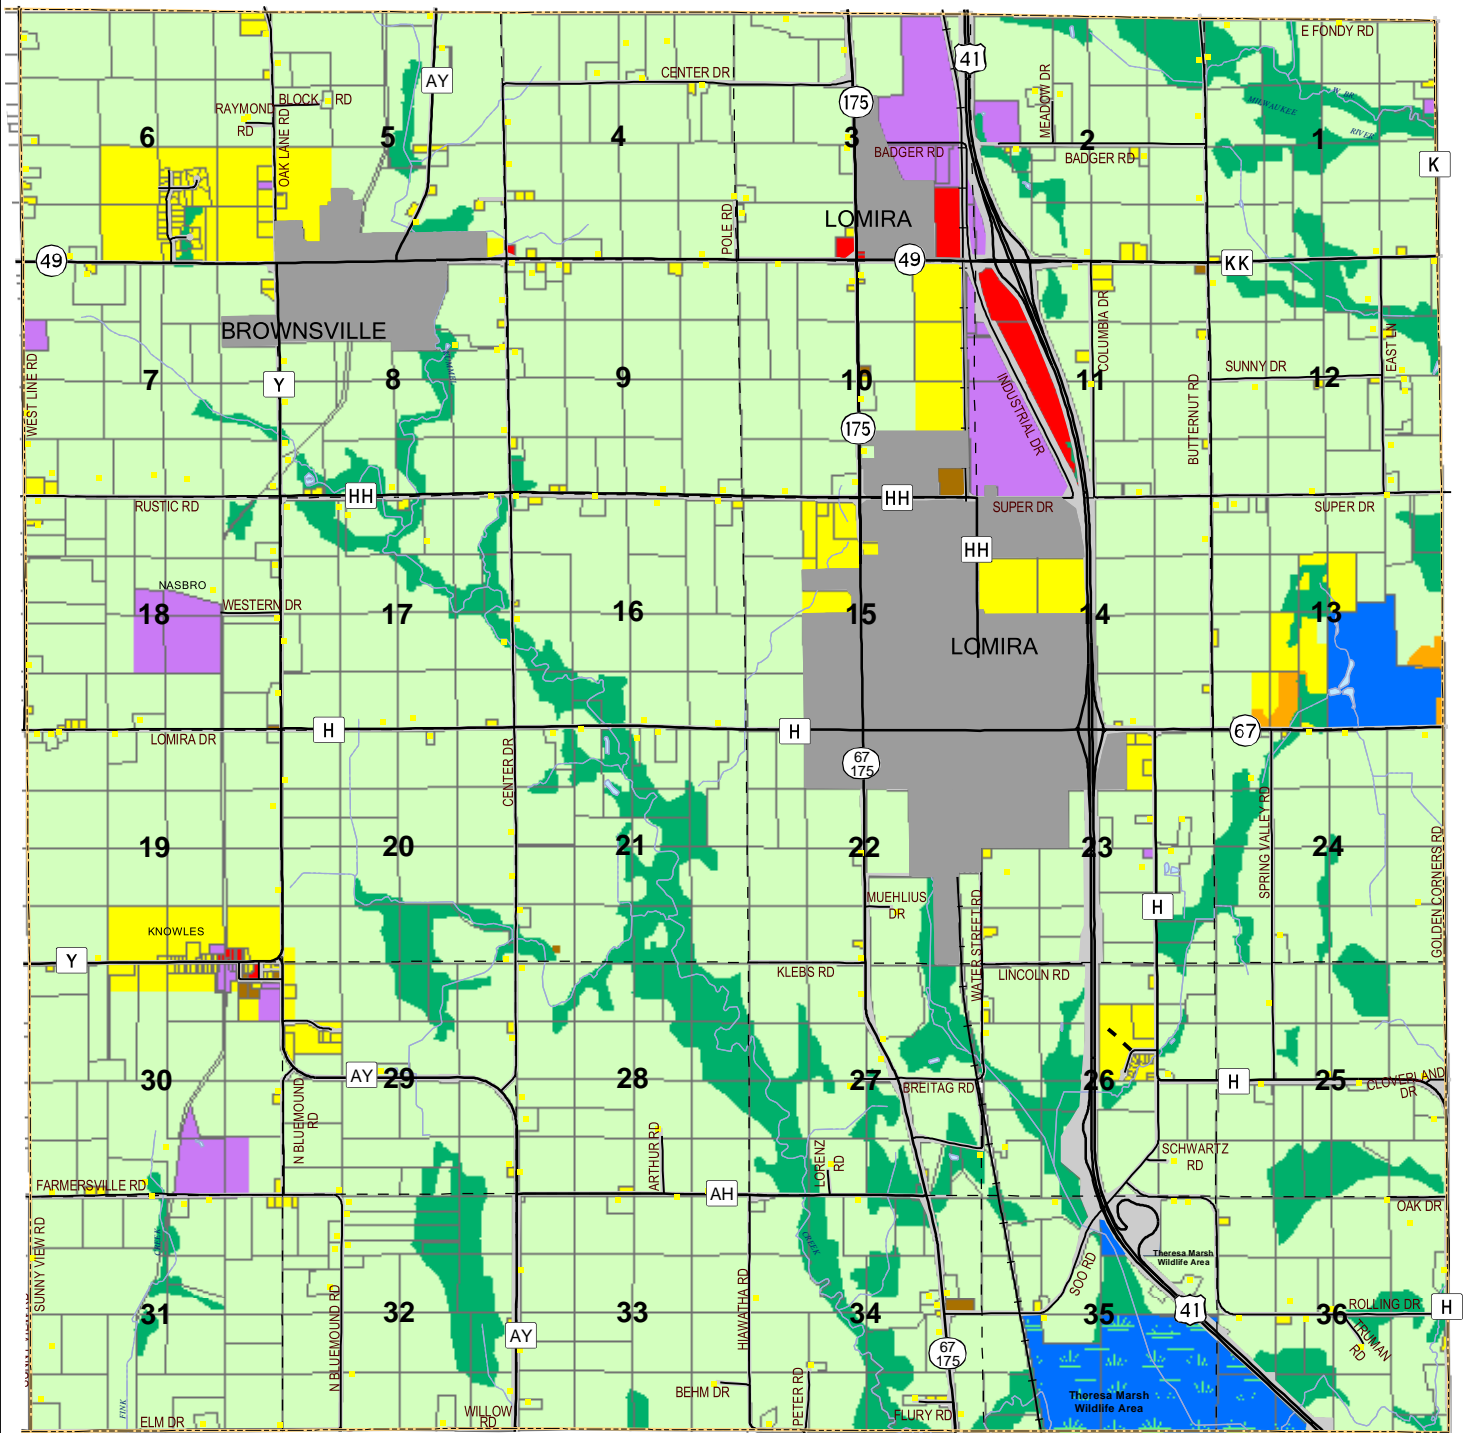 E FONDY RD
41
CENTER DR
AY
MEADOW DR
BLOCK RD
RAYMOND
RD
OAK LANE RD
175
W. BR.
MILWAUKEE
RIVER
6
5
4
3
2
1
BADGER RD
BADGER RD
K
POLE RD
LOMIRA
49
49
KK
BROWNSVILLE
WEST LINE RD
COLUMBIA DR
EAST LN
7
Y
8
9
10
11
SUNNY DR
12
INDUSTRIAL DR
BUTTERNUT RD
175
HH
HH
RUSTIC RD
SUPER DR
SUPER DR
HH
NASBRO
WESTERN DR
18
17
16
15
14
13
LOMIRA
H
H
67
LOMIRA DR
CENTER DR
67
175
SPRING VALLEY RD
GOLDEN CORNERS RD
19
20
21
22
23
24
MUEHLIUS
DR
WATER STREET RD
H
KNOWLES
Y
KLEBS RD
LINCOLN RD
30
AY
29
28
27
BREITAG RD
26
H
25
CLOVERLAND
DR
N BLUEMOUND
RD
ARTHUR RD
LORENZ
RD
SCHWARTZ
RD
FARMERSVILLE RD
AH
OAK DR
SUNNY VIEW RD
CREEK
CREEK
SOO RD
Theresa Marsh
Wildlife Area
31
N BLUEMOUND RD
32
33
HIAWATHA RD
34
35
41
36
ROLLING DR
H
TRUMAN
RD
AY
67
175
BEHM DR
PETER RD
Theresa Marsh
Wildlife Area
FINK
ELM DR
WILLOW
RD
FLURY RD